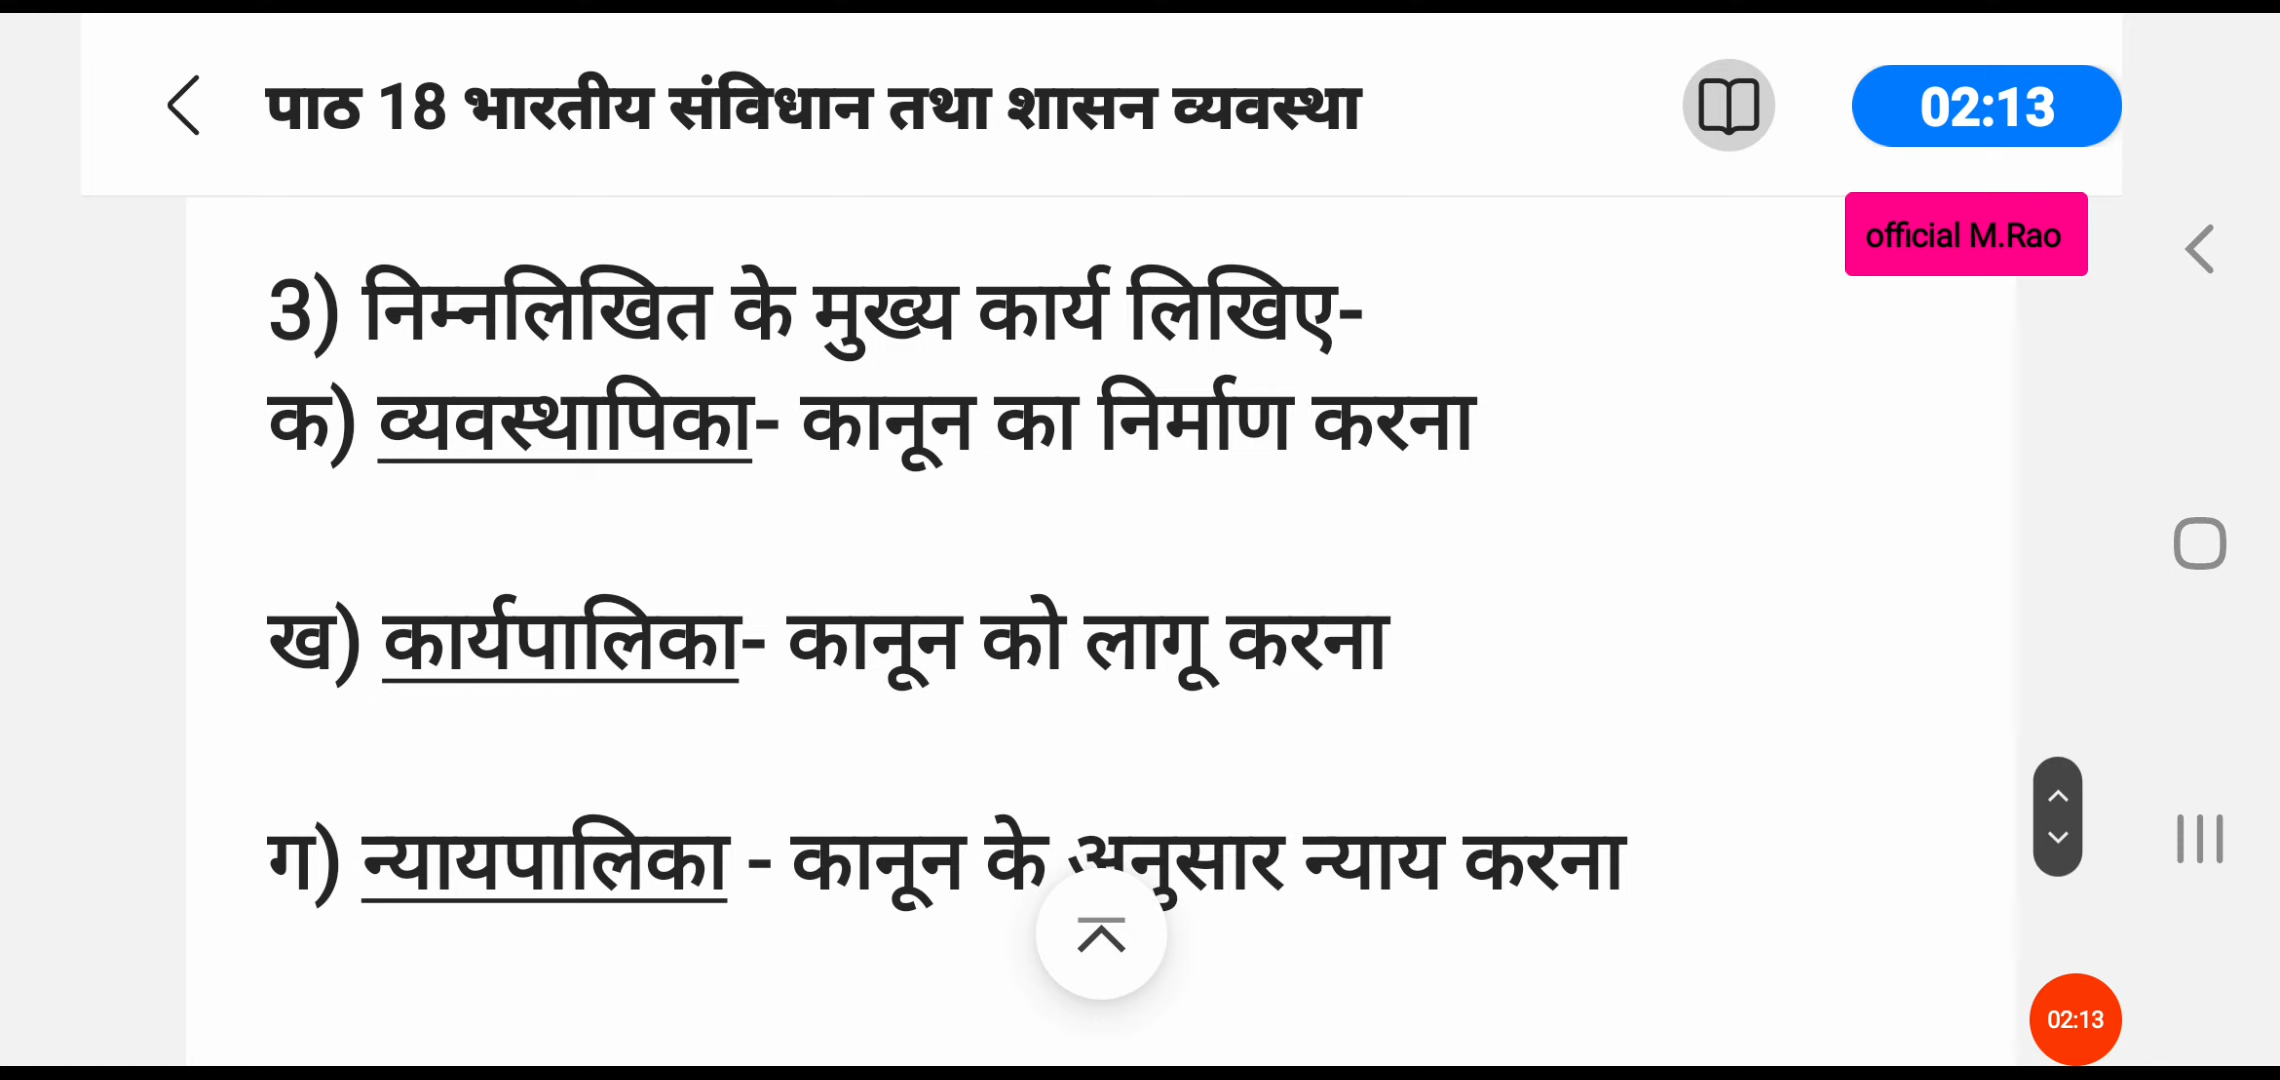 पाठ 18 भारतीय संविधान तथा शासन व्यवस्था
02:13
official M.Rao
3) निम्नलिखित के मुख्य कार्य लिखिए-
क) व्यवस्थापिका- कानून का निर्माण करना
ख) कार्यपालिका- कानून को लागू करना
ग) न्यायपालिका - कानून के अनुसार न्याय करना
02:13